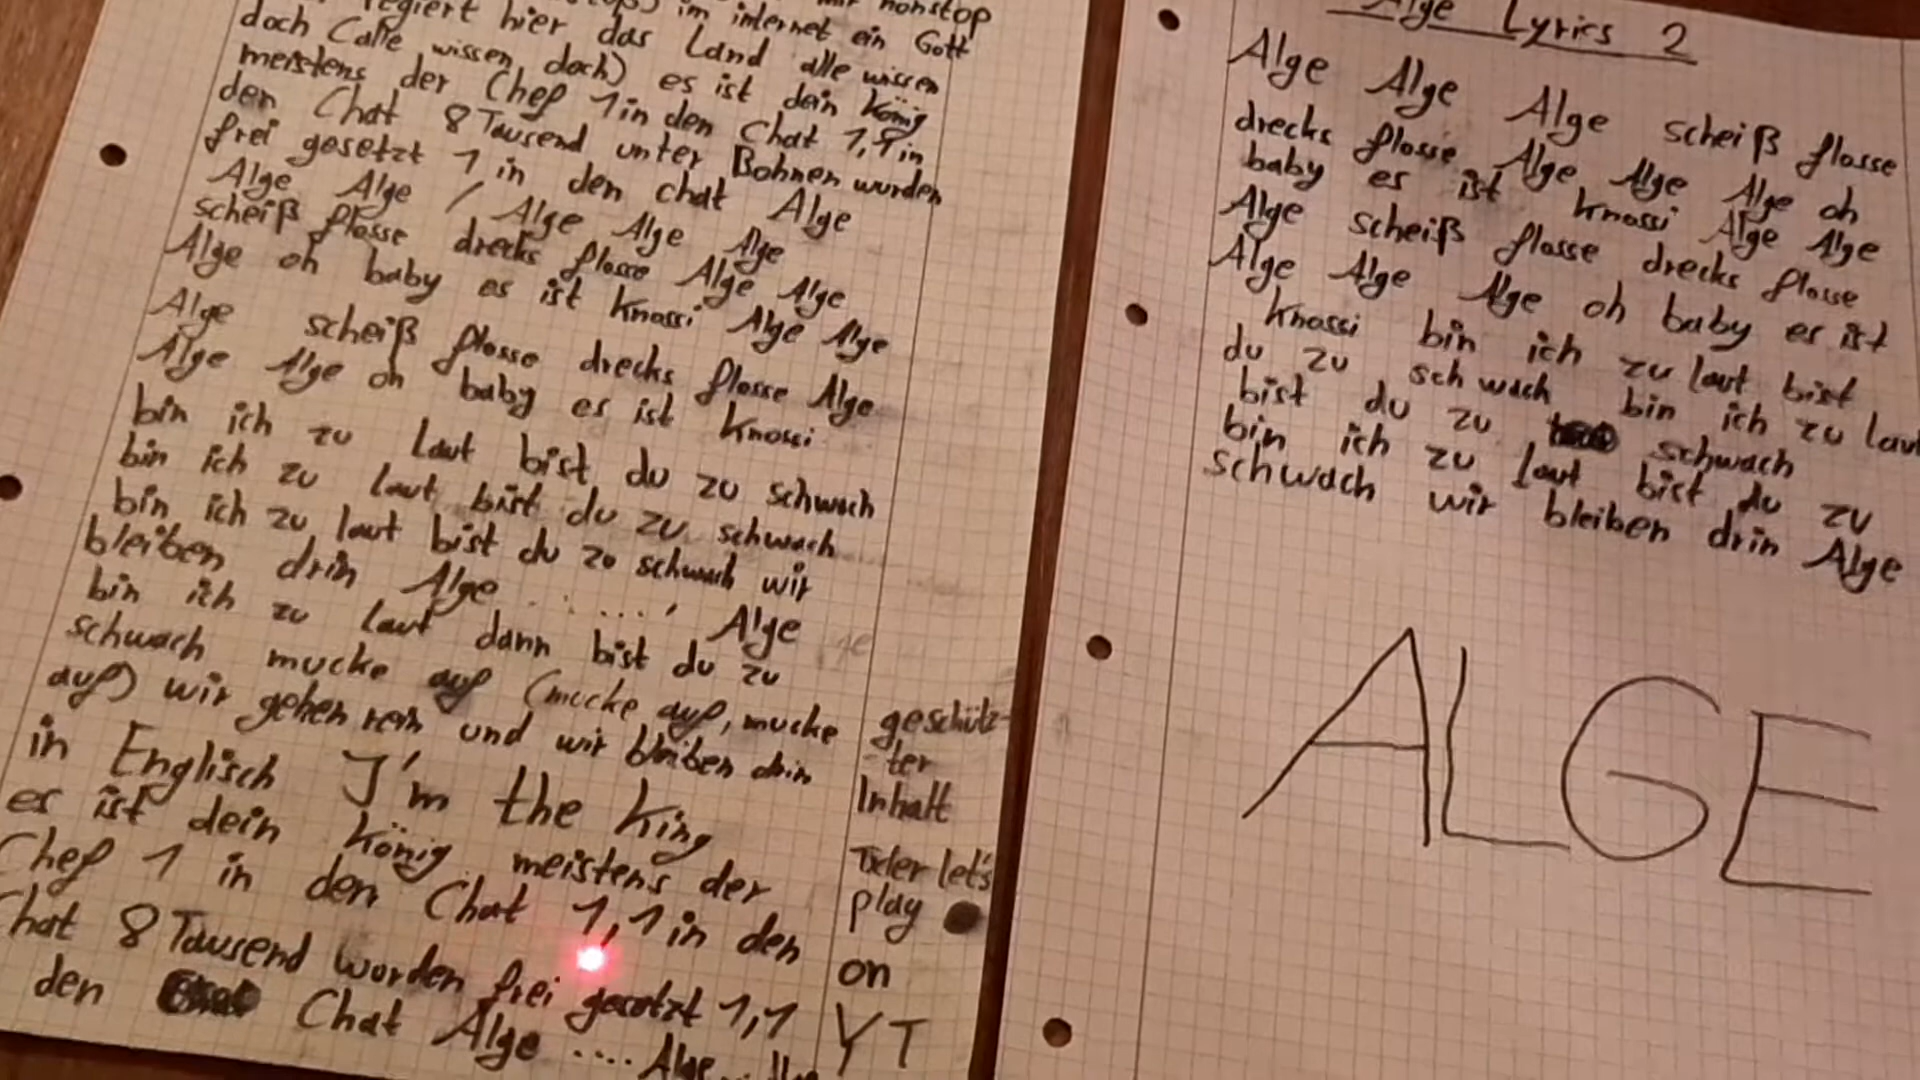 nonstop
regiert hier das Land alle wissen
im internet ein Gott
doch (alle wissen doch) es ist dein König
meistens der Chef 1 in den Chat 1,1 in
den Chat 8 Tausend unter Bohnen wurden
frei gesetzt 1 in den chat Alge
Alge Alge / Alge Alge Alge
scheiß flosse drecks flosse Alge Alge
Alge oh baby es ist Knossi Alge Alge
Alge scheiß flosse drecks flosse Alge
Alge Alge oh baby es ist Knossi
bin ich zu laut bist du zu schwach
bin ich zu laut bist du zu schwach
bin ich zu laut bist du zu schwach wir
bleiben drin Alge ....... Alge
bin ich zu laut dann bist du zu
schwach mucke auf (mucke auf, mucke
auf) wir gehen rein und wir bleiben drin
in Englisch I'm the King
es ist dein König meistens der
Chef 1 in den Chat 1,1 in den
Chat 8 Tausend wurden frei gesetzt 1,1
den Chat Alge .... Alge...
geschütz-
ter
Inhalt
let's
play
on
YT
Alge Lyrics 2
Alge Alge Alge scheiß flosse
drecks flosse Alge Alge Alge oh
baby es ist Knossi Alge Alge
Alge scheiß flosse drecks flosse
Alge Alge Alge oh baby es ist
Knossi bin ich zu laut bist
du zu schwach bin ich zu laut
bist du zu schwach
bin ich zu laut bist du zu
schwach wir bleiben drin Alge
ALGE